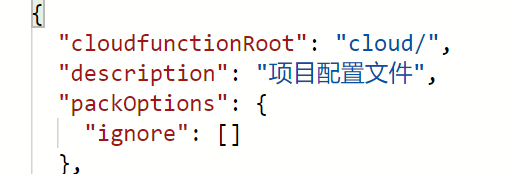 {
"cloudfunctionRoot": "cloud/",
"description": "项目配置文件",
"packOptions": {
"ignore": []
},